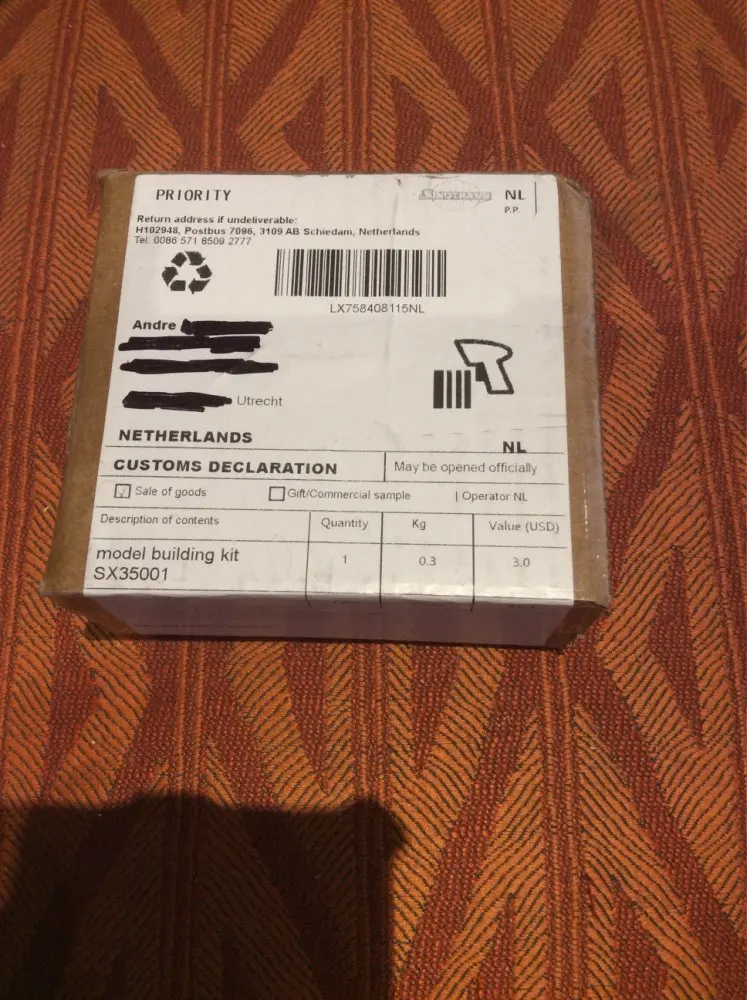 PRIORITY
SINOTRANS
NL
P.P.
Return address if undeliverable:
H102948, Postbus 7096, 3109 AB Schiedam, Netherlands
Tel: 0086 571 8509 2777
LX758408115NL
Andre
Utrecht
NETHERLANDS
NL
CUSTOMS DECLARATION
May be opened officially
Sale of goods
Gift/Commercial sample
| Operator NL
Description of contents
Quantity
Kg
Value (USD)
model building kit
1
0.3
3.0
SX35001